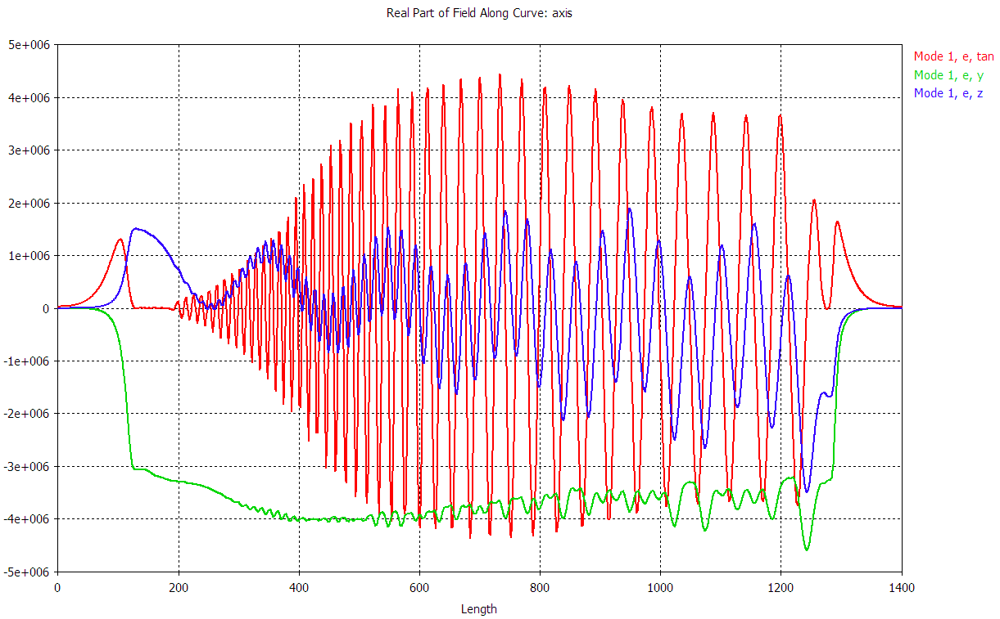 Real Part of Field Along Curve: axis
5e+006
4e+006
3e+006
2e+006
1e+006
0
-1e+006
-2e+006
-3e+006
-4e+006
-5e+006
0 200 400 600 800 1000 1200 1400
Length
Mode 1, e, tan
Mode 1, e, y
Mode 1, e, z